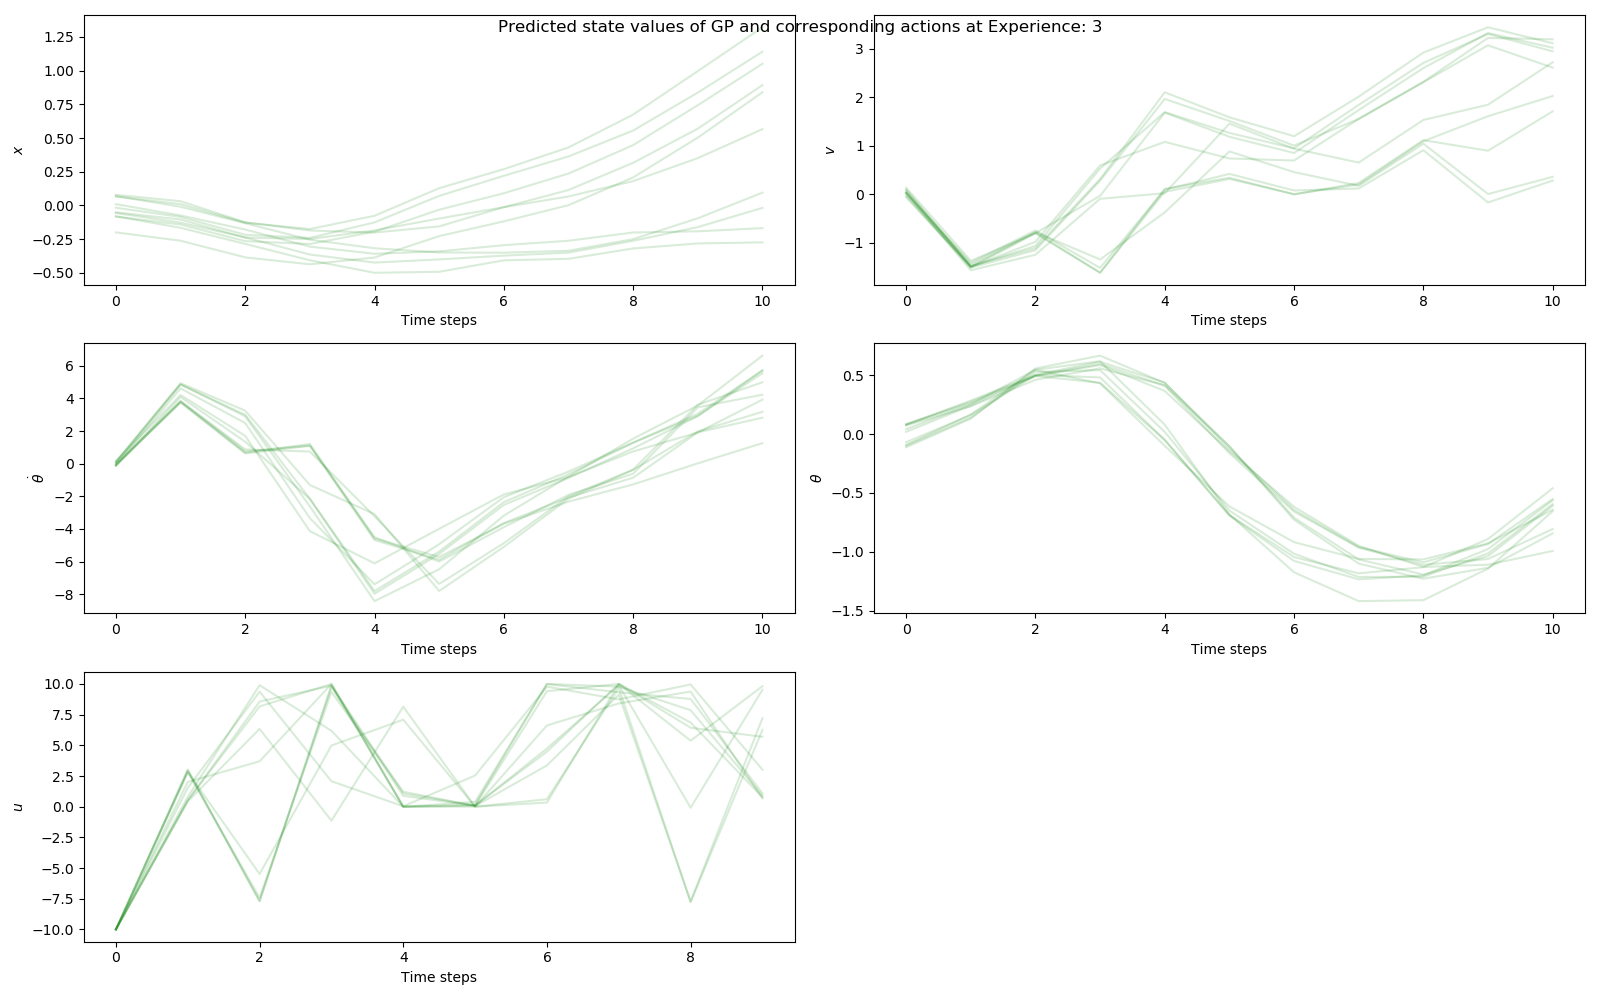 Predicted state values of GP and corresponding actions at Experience: 3
1.25
1.00
0.75
0.50
0.25
0.00
−0.25
−0.50
x
0 2 4 6 8 10
Time steps
3
2
1
0
−1
v
0 2 4 6 8 10
Time steps
6
4
2
0
−2
−4
−6
−8
θ̇
0 2 4 6 8 10
Time steps
0.5
0.0
−0.5
−1.0
−1.5
θ
0 2 4 6 8 10
Time steps
10.0
7.5
5.0
2.5
0.0
−2.5
−5.0
−7.5
−10.0
u
0 2 4 6 8
Time steps